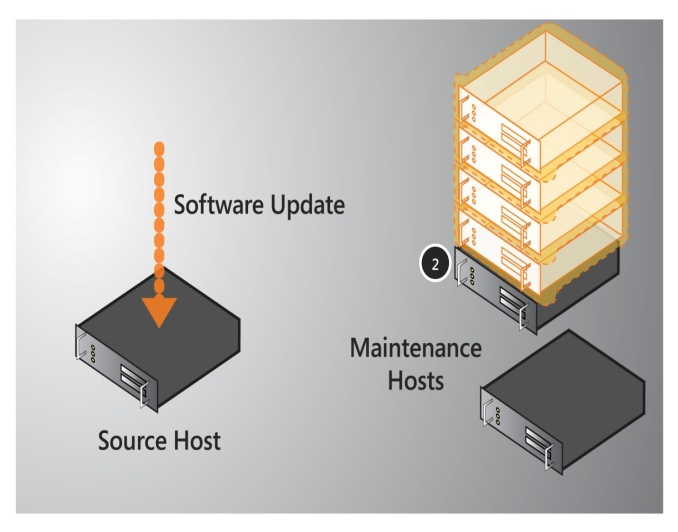 Software Update
2
Maintenance
Hosts
Source Host